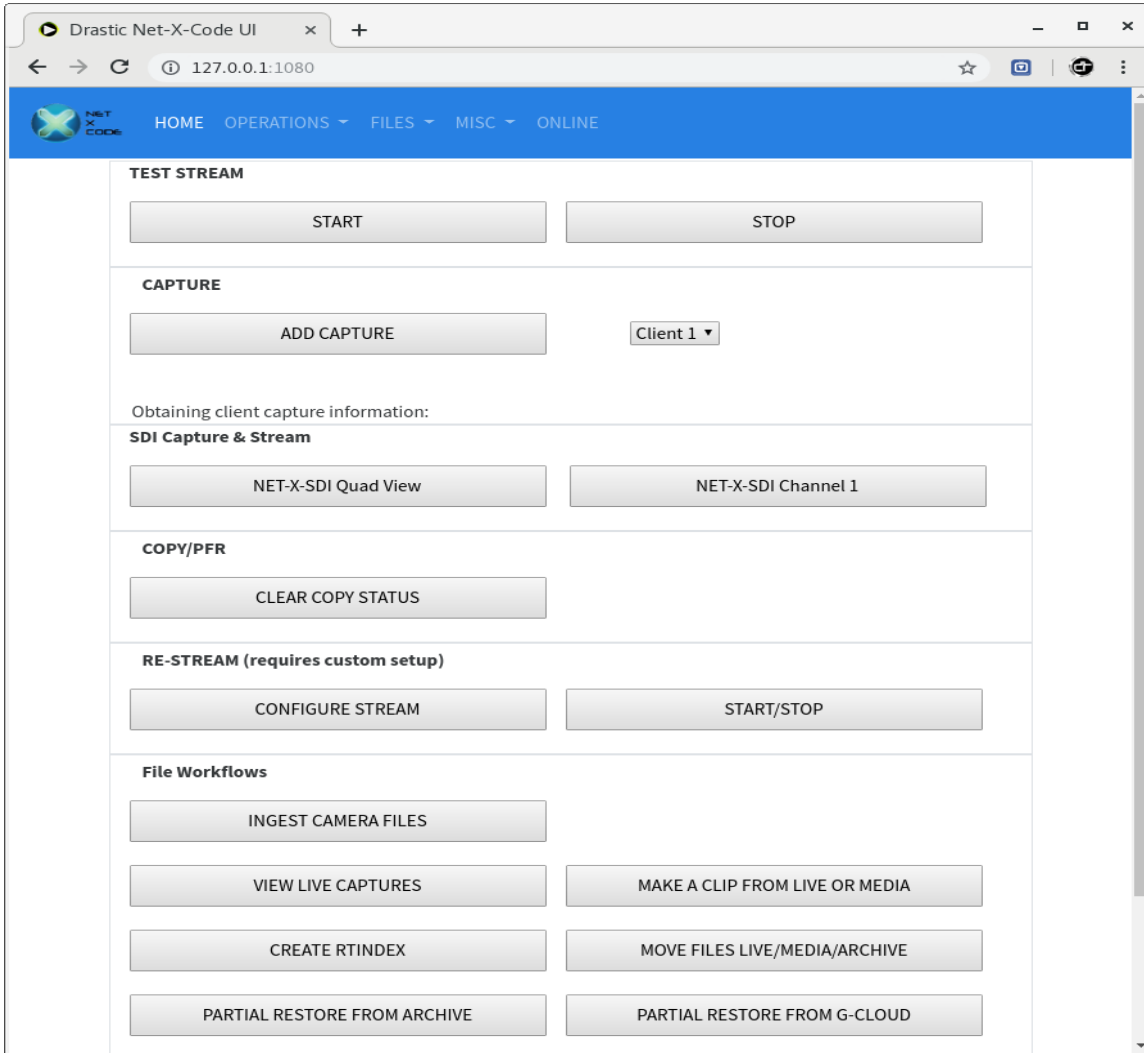 Drastic Net-X-Code UI
127.0.0.1:1080
NET
X
CODE
HOME OPERATIONS FILES MISC ONLINE
TEST STREAM
START STOP
CAPTURE
ADD CAPTURE Client 1
Obtaining client capture information:
SDI Capture & Stream
NET-X-SDI Quad View NET-X-SDI Channel 1
COPY/PFR
CLEAR COPY STATUS
RE-STREAM (requires custom setup)
CONFIGURE STREAM START/STOP
File Workflows
INGEST CAMERA FILES
VIEW LIVE CAPTURES MAKE A CLIP FROM LIVE OR MEDIA
CREATE RTINDEX MOVE FILES LIVE/MEDIA/ARCHIVE
PARTIAL RESTORE FROM ARCHIVE PARTIAL RESTORE FROM G-CLOUD